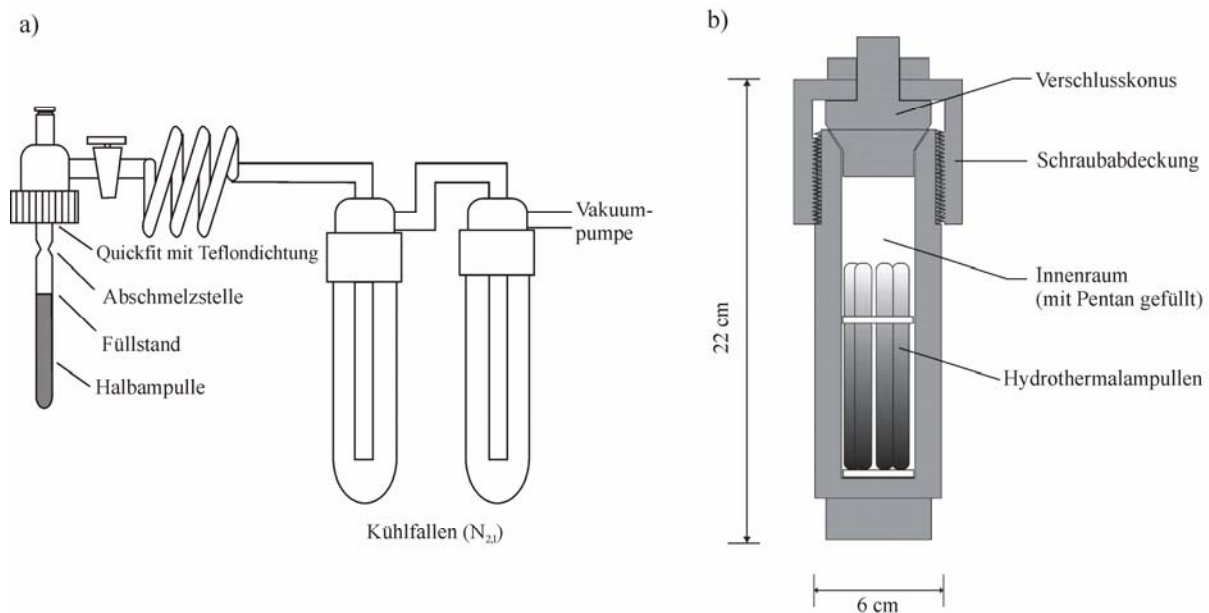 a)
Quickfit mit Teflondichtung
Abschmelzstelle
Füllstand
Halbampulle
Vakuum-
pumpe
Kühlfallen (N2,l)
b)
Verschlusskonus
Schraubabdeckung
Innenraum
(mit Pentan gefüllt)
Hydrothermalampullen
22 cm
6 cm